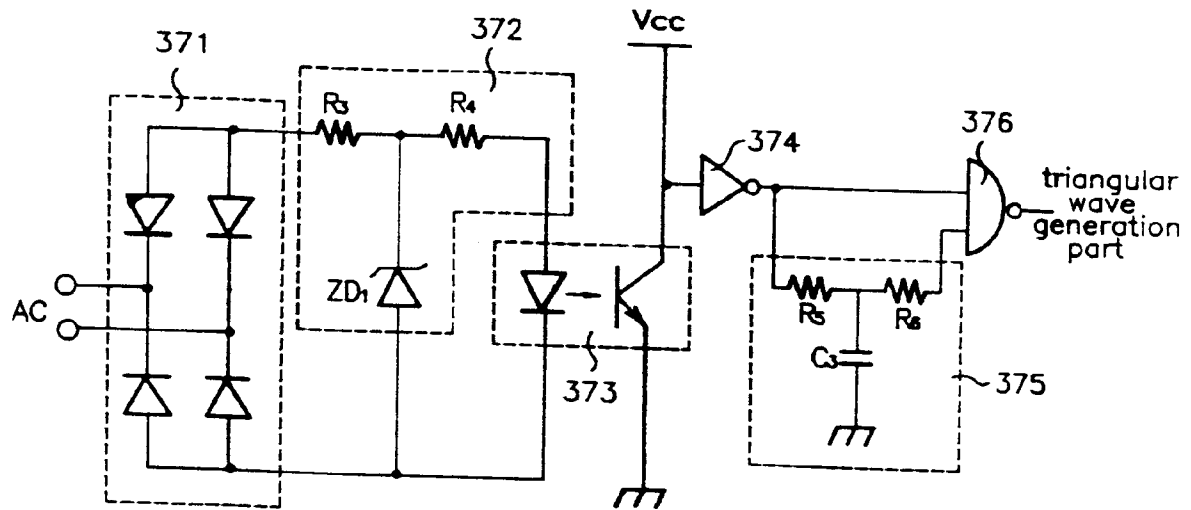 371
372
Vcc
R3
R4
374
376
triangular
wave
generation
part
ZD1
AC
R5
R6
C3
373
375